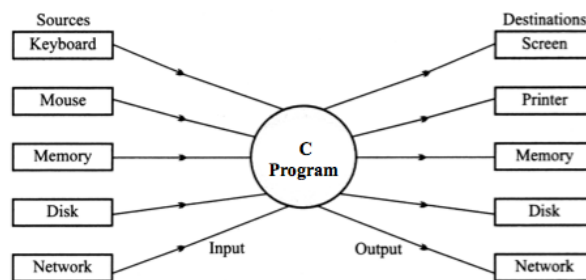 Sources
Destinations
Keyboard
Screen
Mouse
Printer
C
Program
Memory
Memory
Disk
Disk
Input
Output
Network
Network